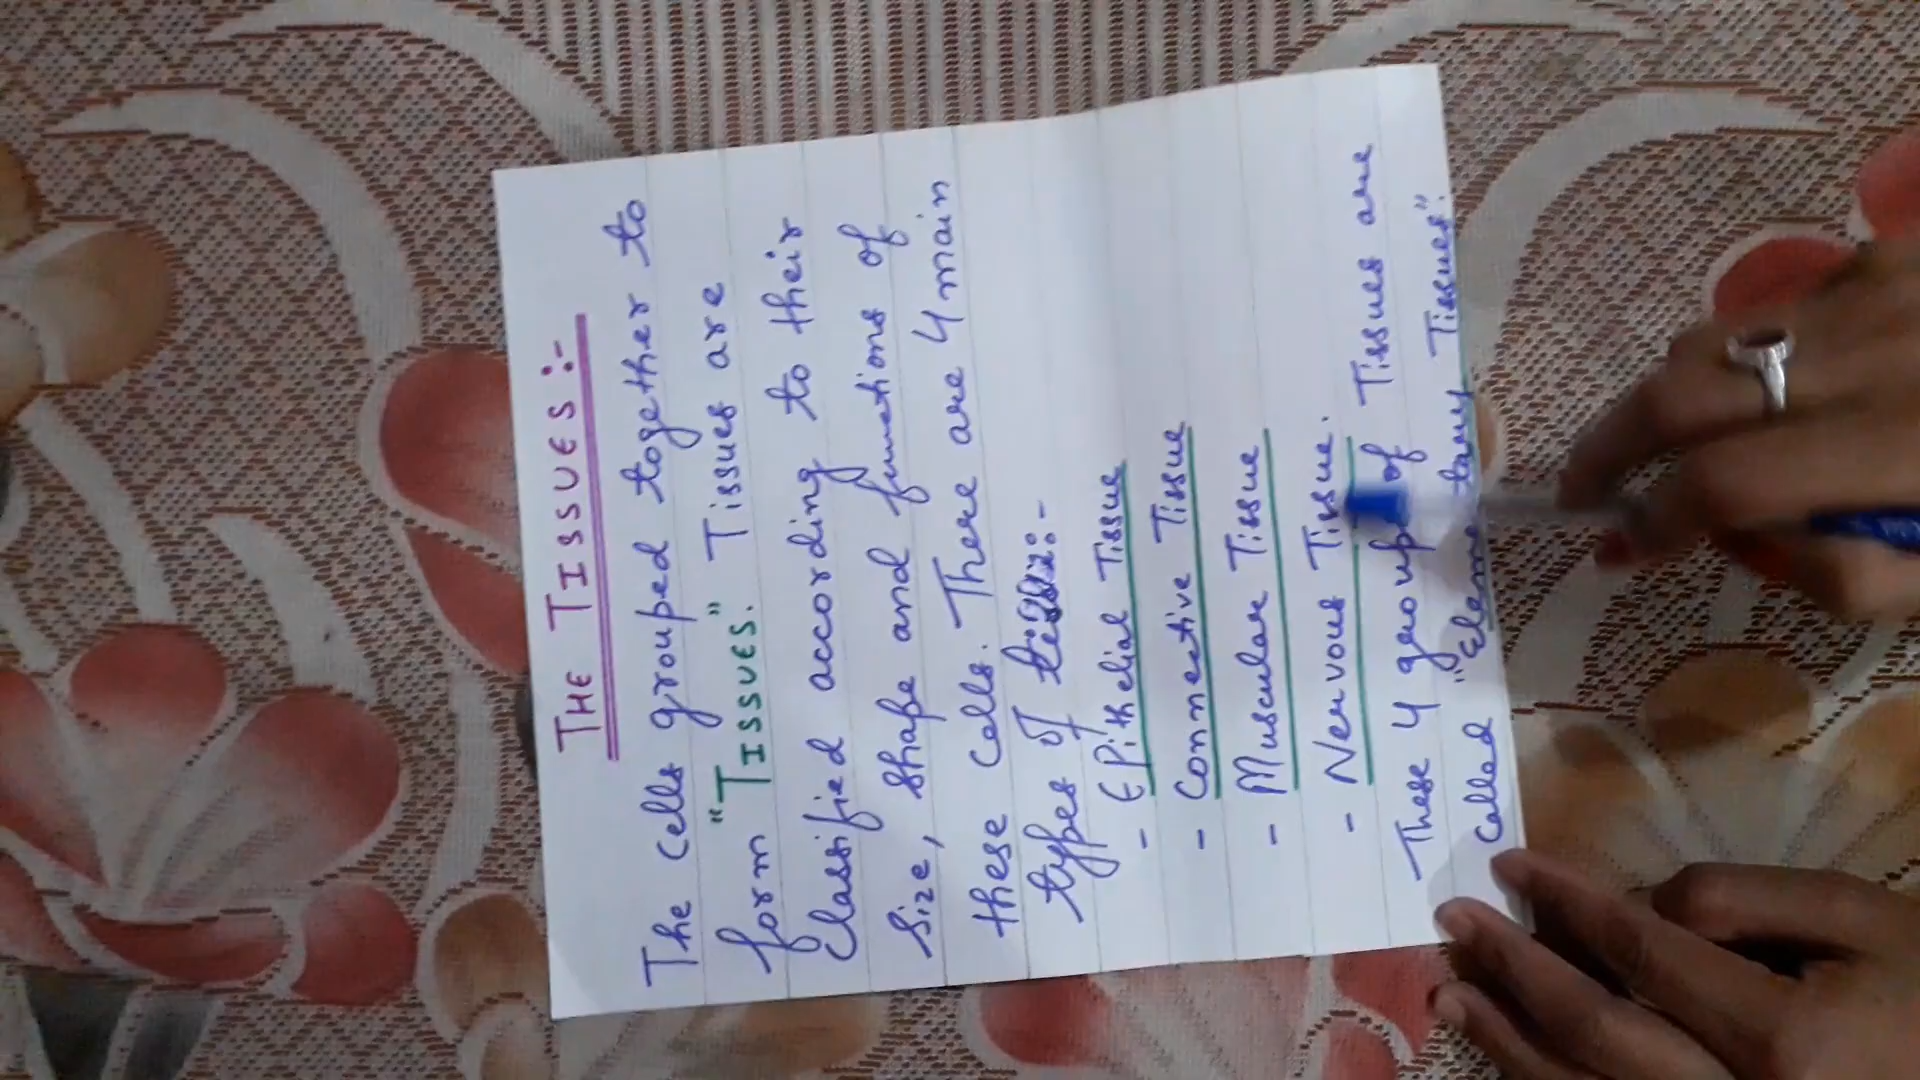 THE TISSUES:-
The cells grouped together to
form "TISSUES". Tissues are
classified according to their
size, shape and functions of
these cells. There are 4 main
types of :-
- EPithelial Tissue
- Connective Tissue
- Muscular Tissue
- Nervous Tissue.
These 4 groups of Tissues are
called "Elementary Tissues".